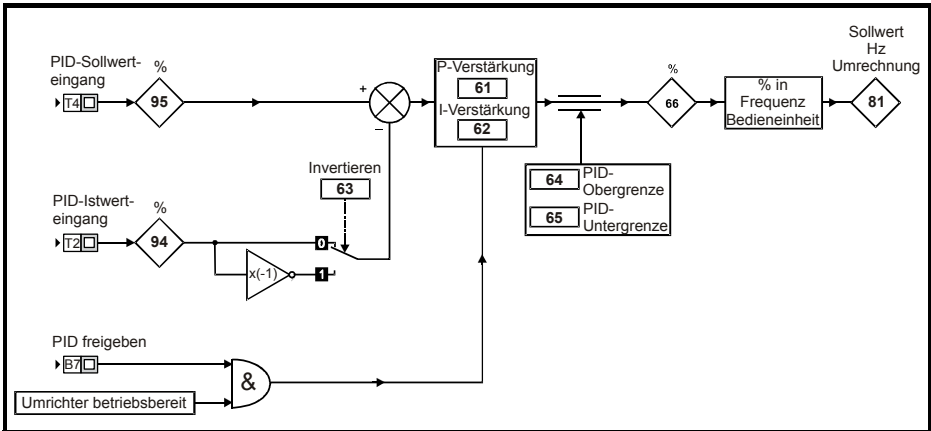 PID-Sollwert-
eingang
T4
%
95
+
–
P-Verstärkung
61
I-Verstärkung
62
%
66
% in
Frequenz
Bedieneinheit
Sollwert
Hz
Umrechnung
81
64
PID-
Obergrenze
65
PID-
Untergrenze
Invertieren
63
PID-Istwert-
eingang
T2
%
94
0
x(-1)
1
PID freigeben
B7
&
Umrichter betriebsbereit